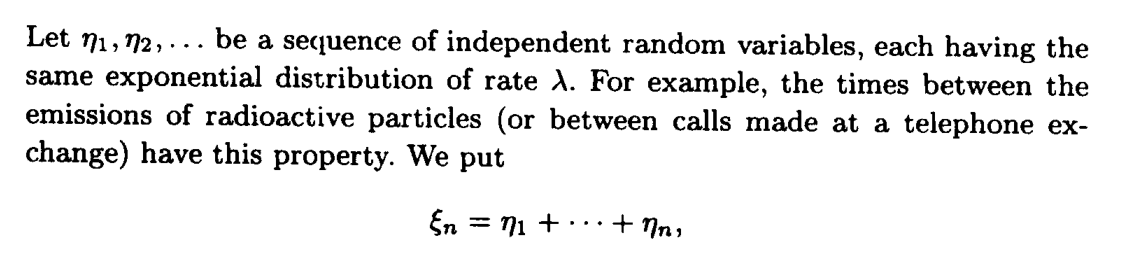 Let η₁, η₂, ... be a sequence of independent random variables, each having the
same exponential distribution of rate λ. For example, the times between the
emissions of radioactive particles (or between calls made at a telephone ex-
change) have this property. We put
ξₙ = η₁ + ⋯ + ηₙ,